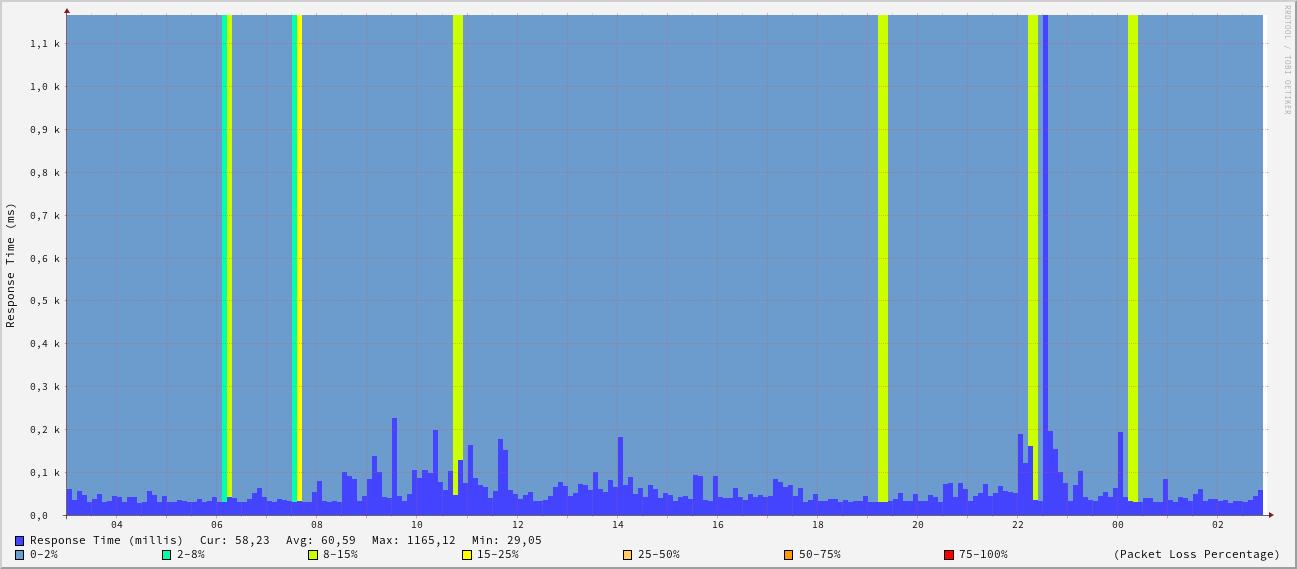 RRDTOOL / TOBI OETIKER
Response Time (ms)
1,1 k
1,0 k
0,9 k
0,8 k
0,7 k
0,6 k
0,5 k
0,4 k
0,3 k
0,2 k
0,1 k
0,0
04 06 08 10 12 14 16 18 20 22 00 02
Response Time (millis) Cur: 58,23 Avg: 60,59 Max: 1165,12 Min: 29,05
0-2% 2-8% 8-15% 15-25% 25-50% 50-75% 75-100% (Packet Loss Percentage)